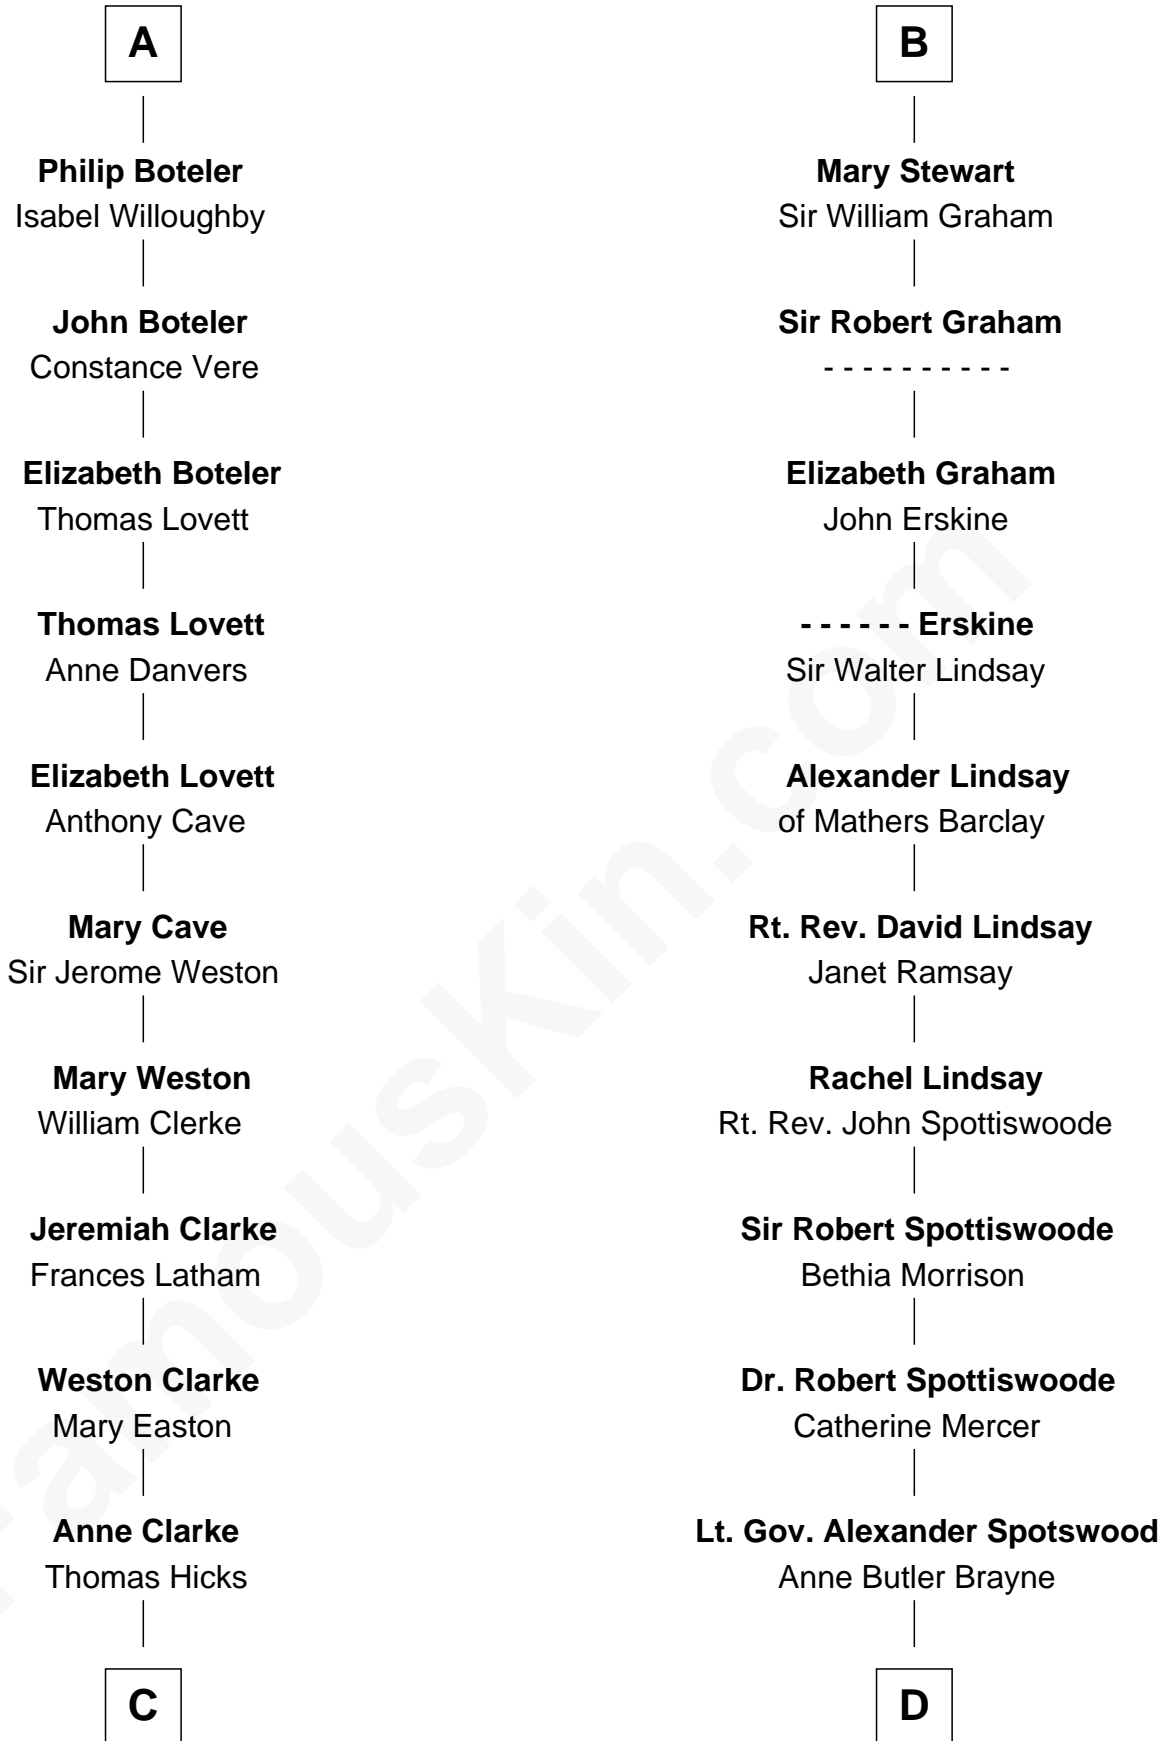 A
Philip Boteler
Isabel Willoughby
John Boteler
Constance Vere
Elizabeth Boteler
Thomas Lovett
Thomas Lovett
Anne Danvers
Elizabeth Lovett
Anthony Cave
Mary Cave
Sir Jerome Weston
Mary Weston
William Clerke
Jeremiah Clarke
Frances Latham
Weston Clarke
Mary Easton
Anne Clarke
Thomas Hicks
C
B
Mary Stewart
Sir William Graham
Sir Robert Graham
- - - - - - - - - -
Elizabeth Graham
John Erskine
- - - - - - Erskine
Sir Walter Lindsay
Alexander Lindsay
of Mathers Barclay
Rt. Rev. David Lindsay
Janet Ramsay
Rachel Lindsay
Rt. Rev. John Spottiswoode
Sir Robert Spottiswoode
Bethia Morrison
Dr. Robert Spottiswoode
Catherine Mercer
Lt. Gov. Alexander Spotswood
Anne Butler Brayne
D
FamousKin.com